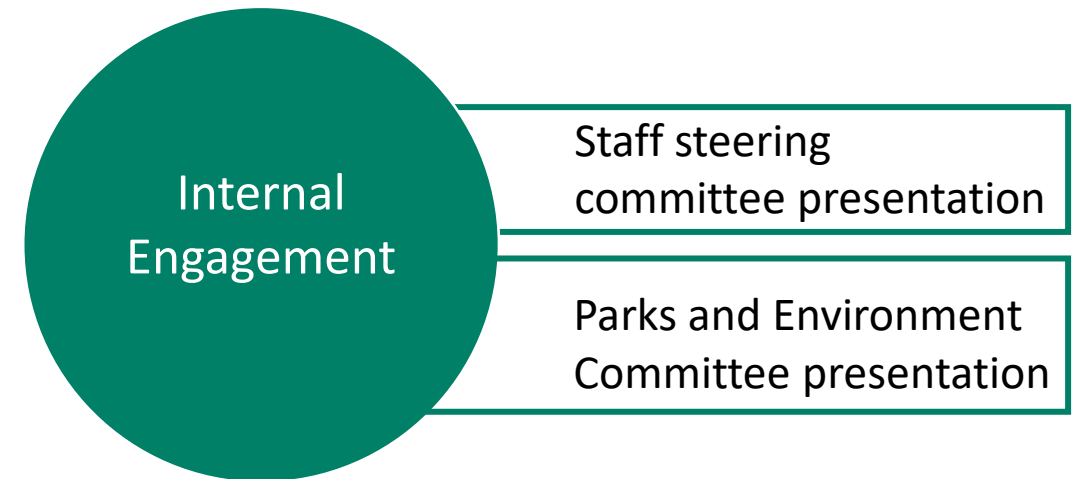 Internal
Engagement
Staff steering
committee presentation
Parks and Environment
Committee presentation